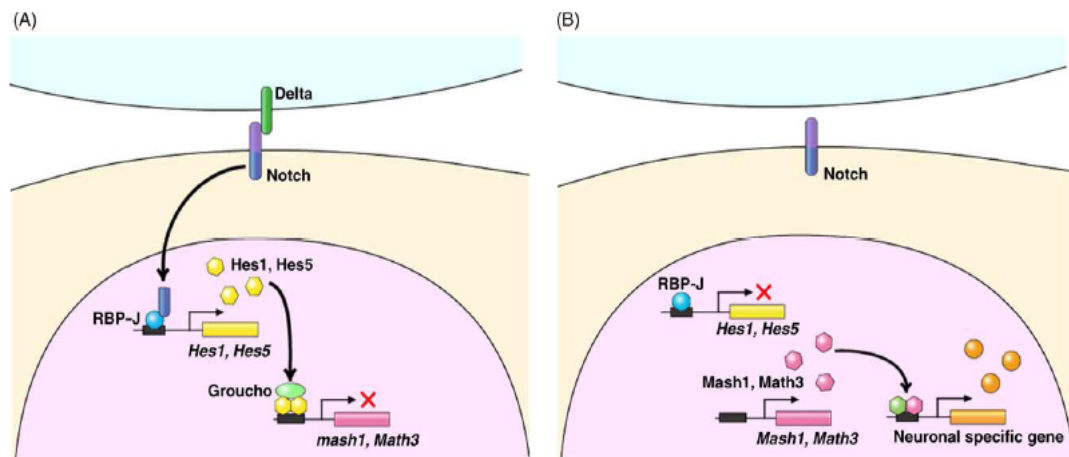 (A)
Delta
Notch
Hes1, Hes5
RBP-J
Hes1, Hes5
Groucho
mash1, Math3
(B)
Notch
RBP-J
Hes1, Hes5
Mash1, Math3
Mash1, Math3
Neuronal specific gene